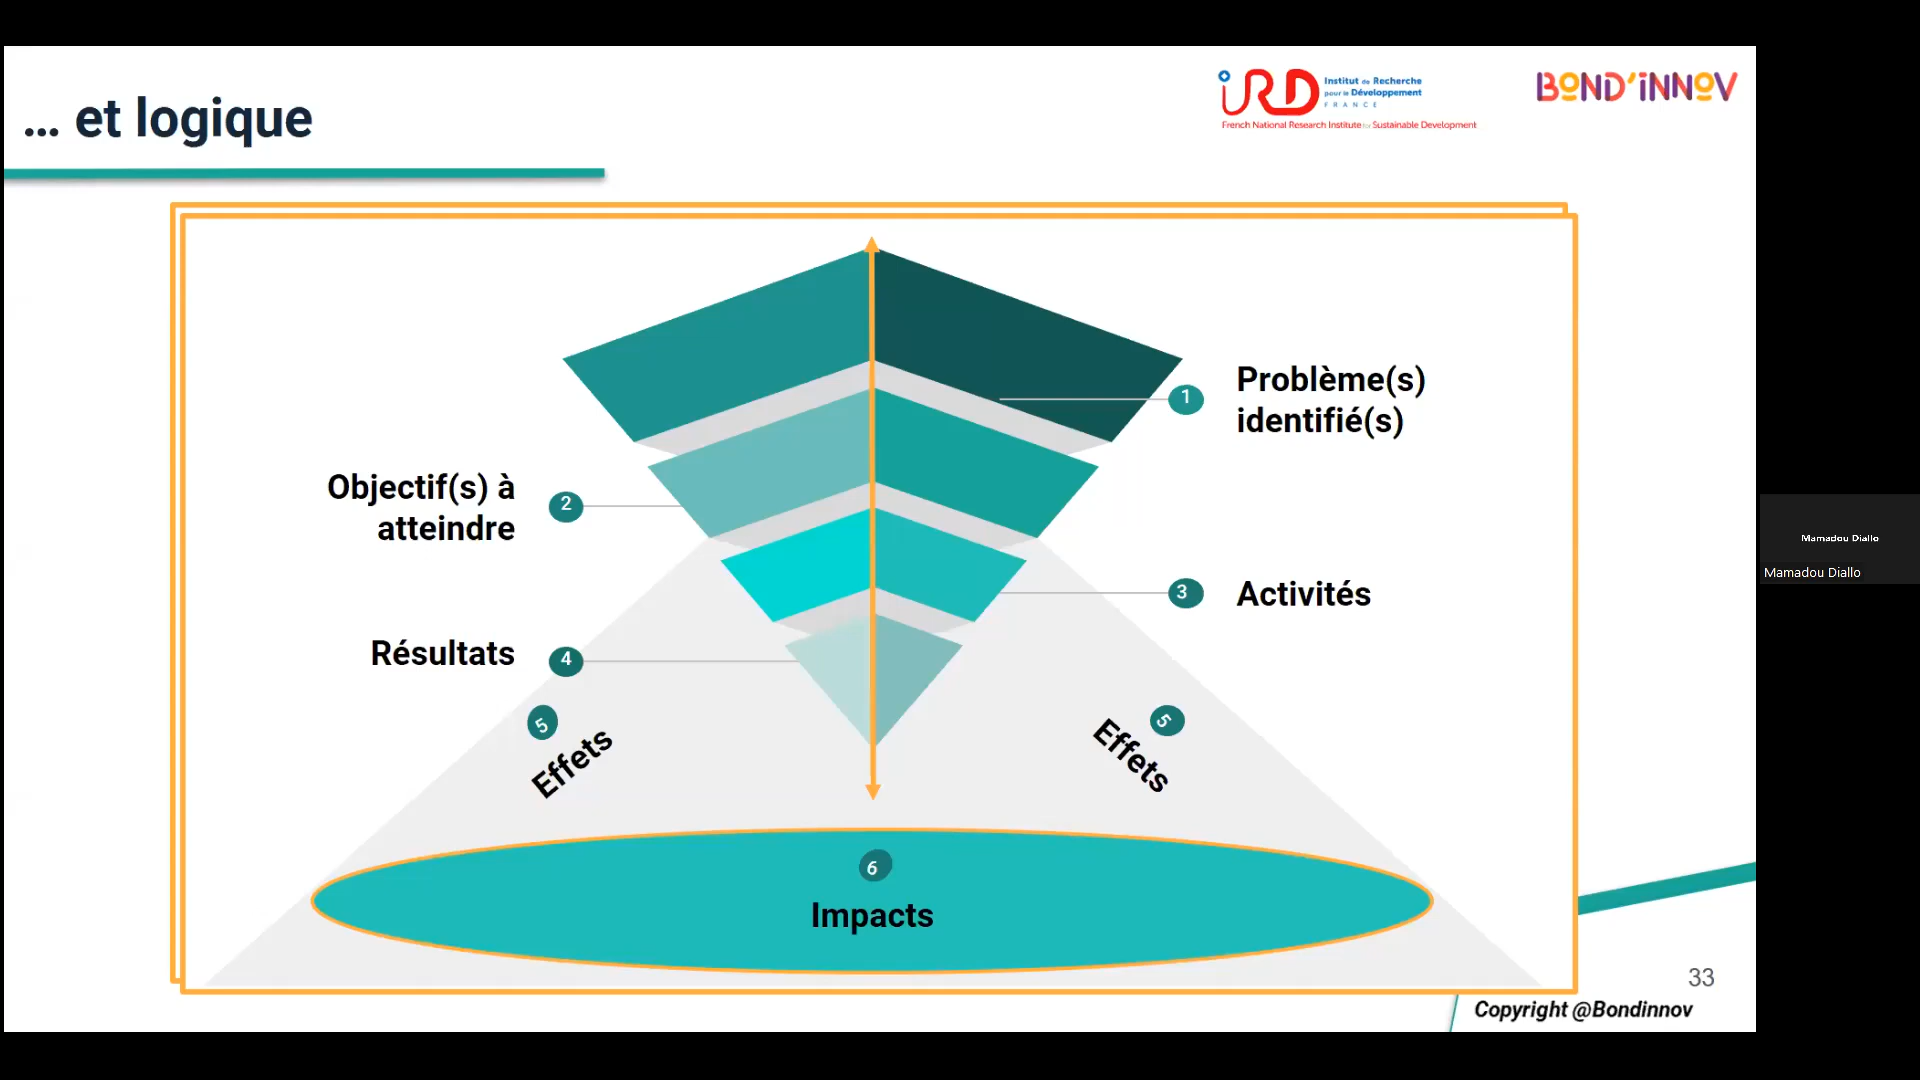 ... et logique
iRD
Institut de Recherche
pour le Développement
FRANCE
French National Research Institute for Sustainable Development
BOND'iNNOV
1
Problème(s)
identifié(s)
Objectif(s) à
atteindre
2
3
Activités
Résultats
4
5
Effets
5
Effets
6
Impacts
33
Copyright @Bondinnov
Mamadou Diallo
Mamadou Diallo